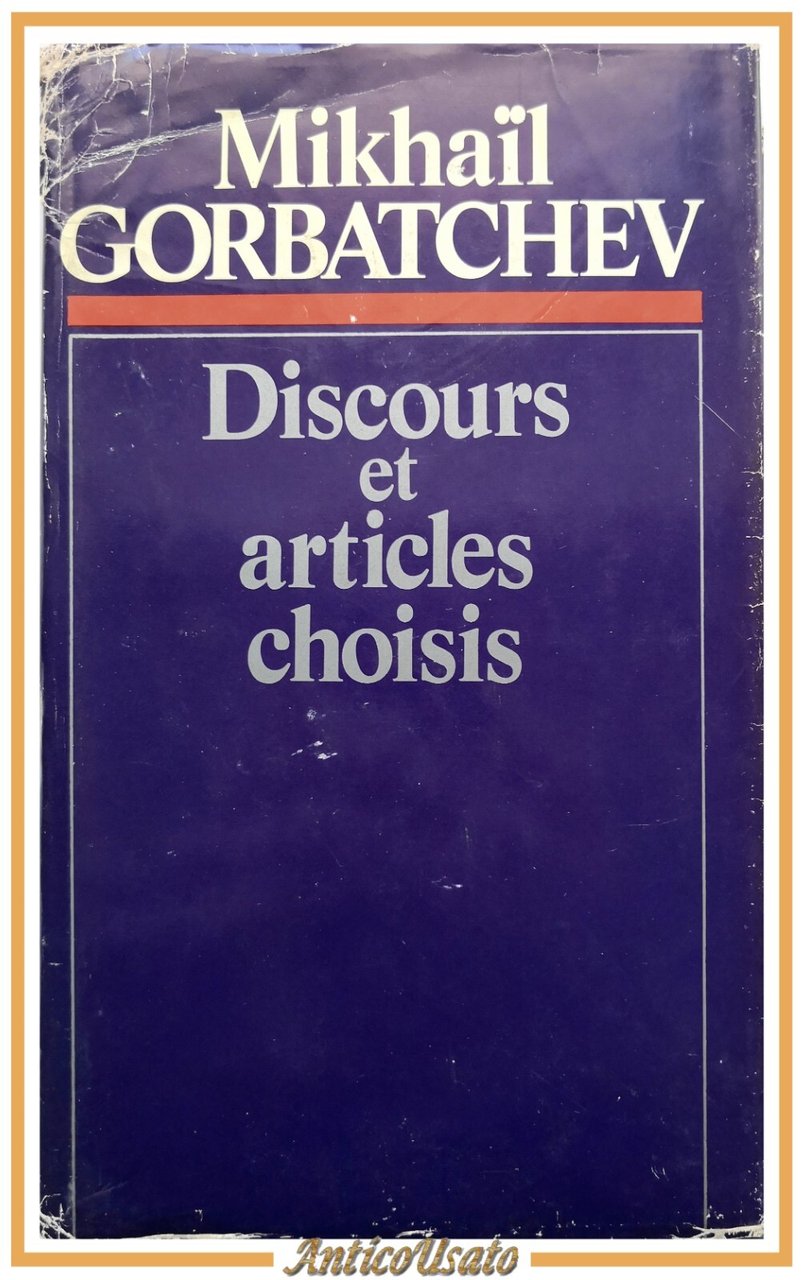 Mikhaïl
GORBATCHEV
Discours
et
articles
choisis
AnticoUsato